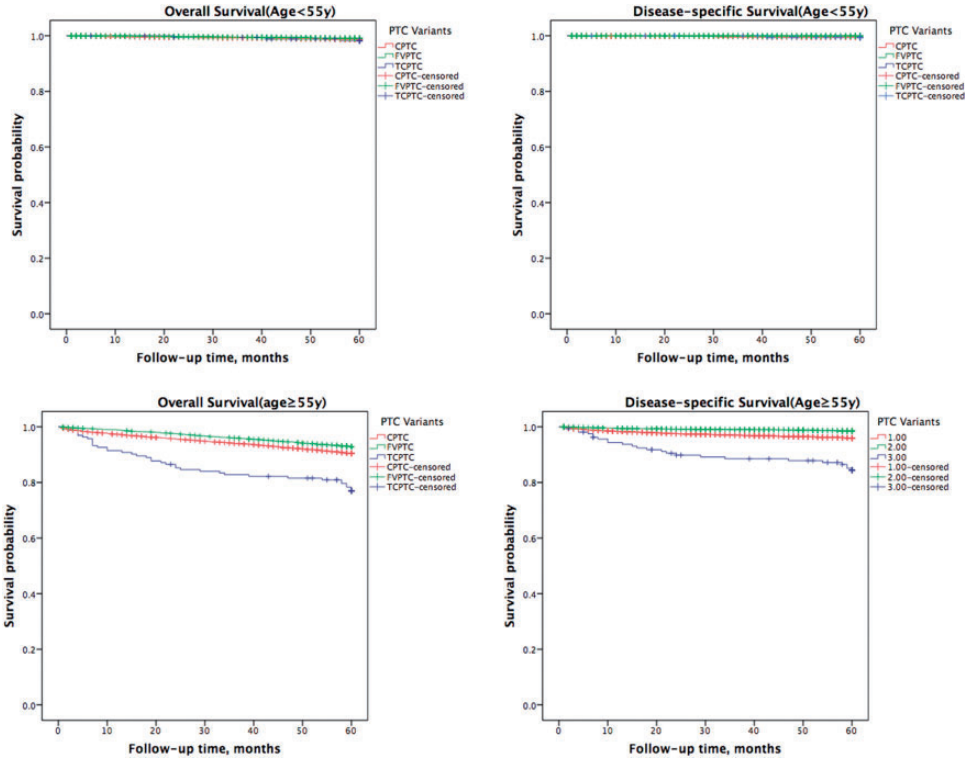 Overall Survival(Age<55y)
PTC Variants
CPTC
FVPTC
TCPTC
CPTC-censored
FVPTC-censored
TCPTC-censored
Survival probability
1.0
0.8
0.6
0.4
0.2
0.0
0 10 20 30 40 50 60
Follow-up time, months
Disease-specific Survival(Age<55y)
PTC Variants
CPTC
FVPTC
TCPTC
CPTC-censored
FVPTC-censored
TCPTC-censored
Survival probability
1.0
0.8
0.6
0.4
0.2
0.0
0 10 20 30 40 50 60
Follow-up time, months
Overall Survival(age≥55y)
PTC Variants
CPTC
FVPTC
TCPTC
CPTC-censored
FVPTC-censored
TCPTC-censored
Survival probability
1.0
0.8
0.6
0.4
0.2
0.0
0 10 20 30 40 50 60
Follow-up time, months
Disease-specific Survival(Age≥55y)
PTC Variants
1.00
2.00
3.00
1.00-censored
2.00-censored
3.00-censored
Survival probability
1.0
0.8
0.6
0.4
0.2
0.0
0 10 20 30 40 50 60
Follow-up time, months